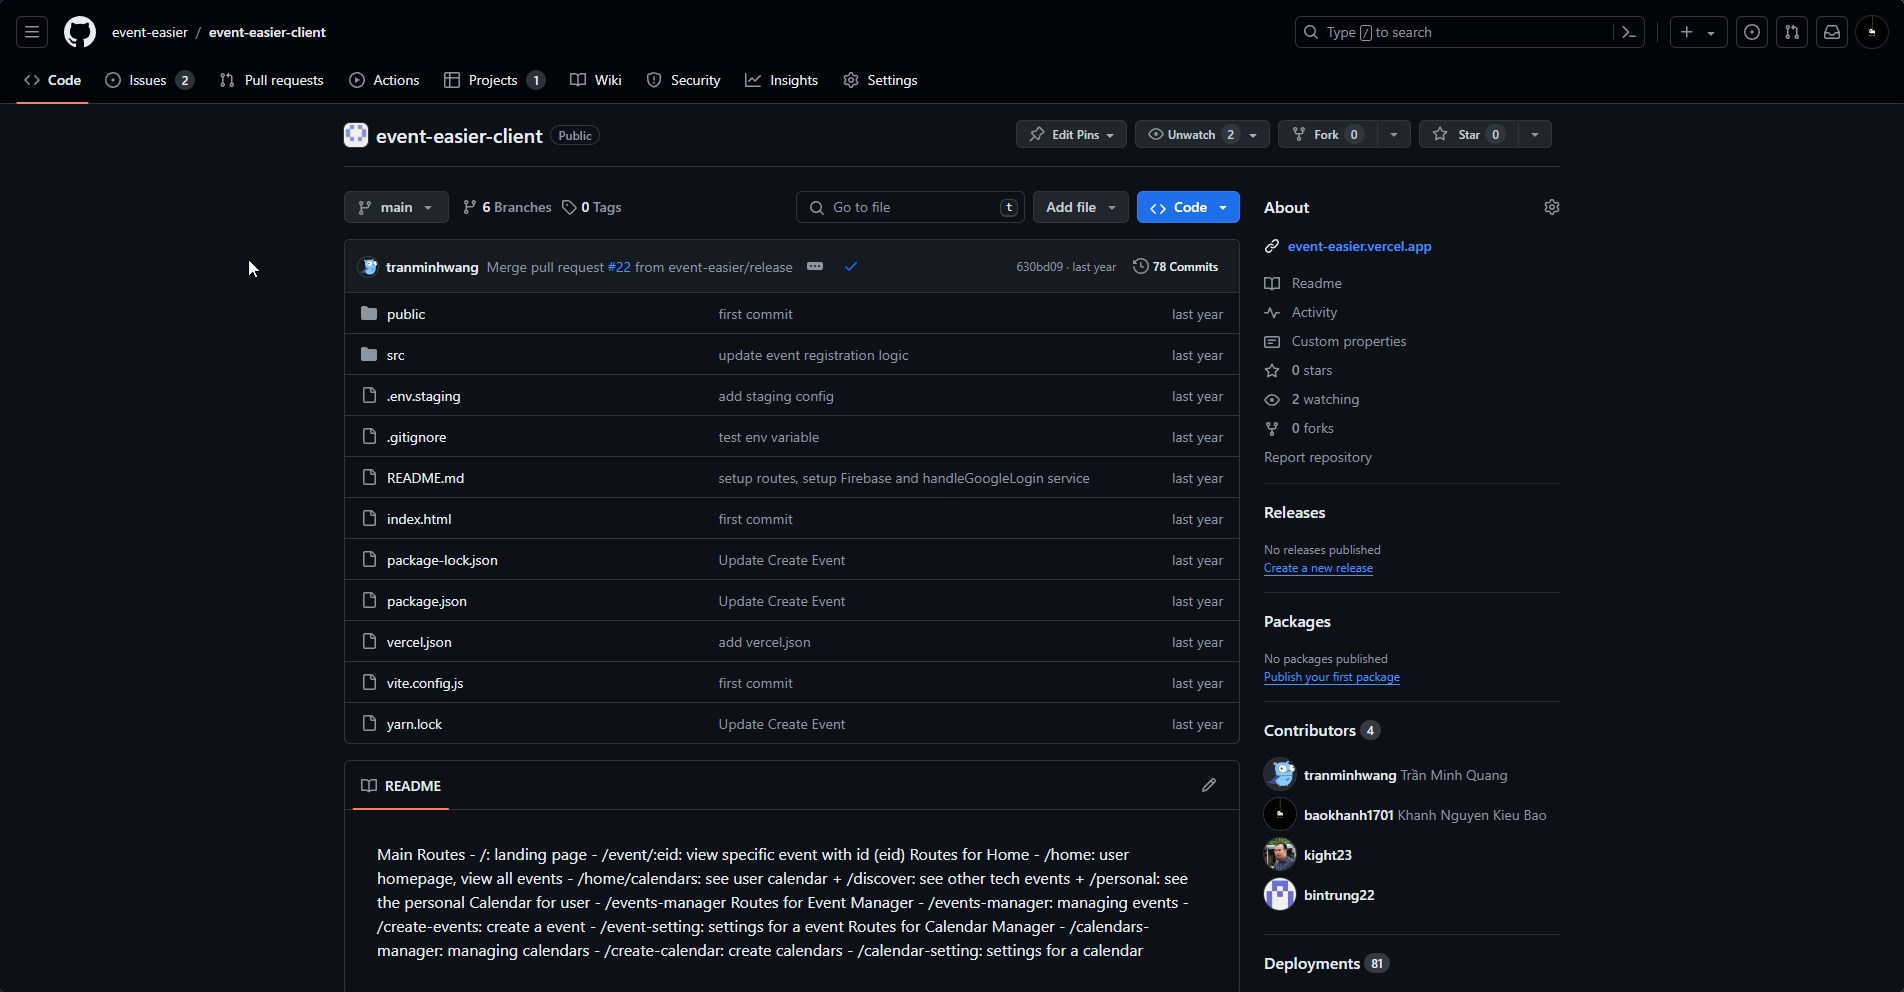 event-easier / event-easier-client
Type / to search
Code
Issues 2
Pull requests
Actions
Projects 1
Wiki
Security
Insights
Settings
event-easier-client Public
Edit Pins
Unwatch 2
Fork 0
Star 0
main
6 Branches
0 Tags
Go to file t
Add file
Code
tranminhwang Merge pull request #22 from event-easier/release
630bd09 · last year
78 Commits
public first commit last year
src update event registration logic last year
.env.staging add staging config last year
.gitignore test env variable last year
README.md setup routes, setup Firebase and handleGoogleLogin service last year
index.html first commit last year
package-lock.json Update Create Event last year
package.json Update Create Event last year
vercel.json add vercel.json last year
vite.config.js first commit last year
yarn.lock Update Create Event last year
README
Main Routes - /: landing page - /event/:eid: view specific event with id (eid) Routes for Home - /home: user
homepage, view all events - /home/calendars: see user calendar + /discover: see other tech events + /personal: see
the personal Calendar for user - /events-manager Routes for Event Manager - /events-manager: managing events -
/create-events: create a event - /event-setting: settings for a event Routes for Calendar Manager - /calendars-
manager: managing calendars - /create-calendar: create calendars - /calendar-setting: settings for a calendar
About
event-easier.vercel.app
Readme
Activity
Custom properties
0 stars
2 watching
0 forks
Report repository
Releases
No releases published
Create a new release
Packages
No packages published
Publish your first package
Contributors 4
tranminhwang Trần Minh Quang
baokhanh1701 Khanh Nguyen Kieu Bao
kight23
bintrung22
Deployments 81